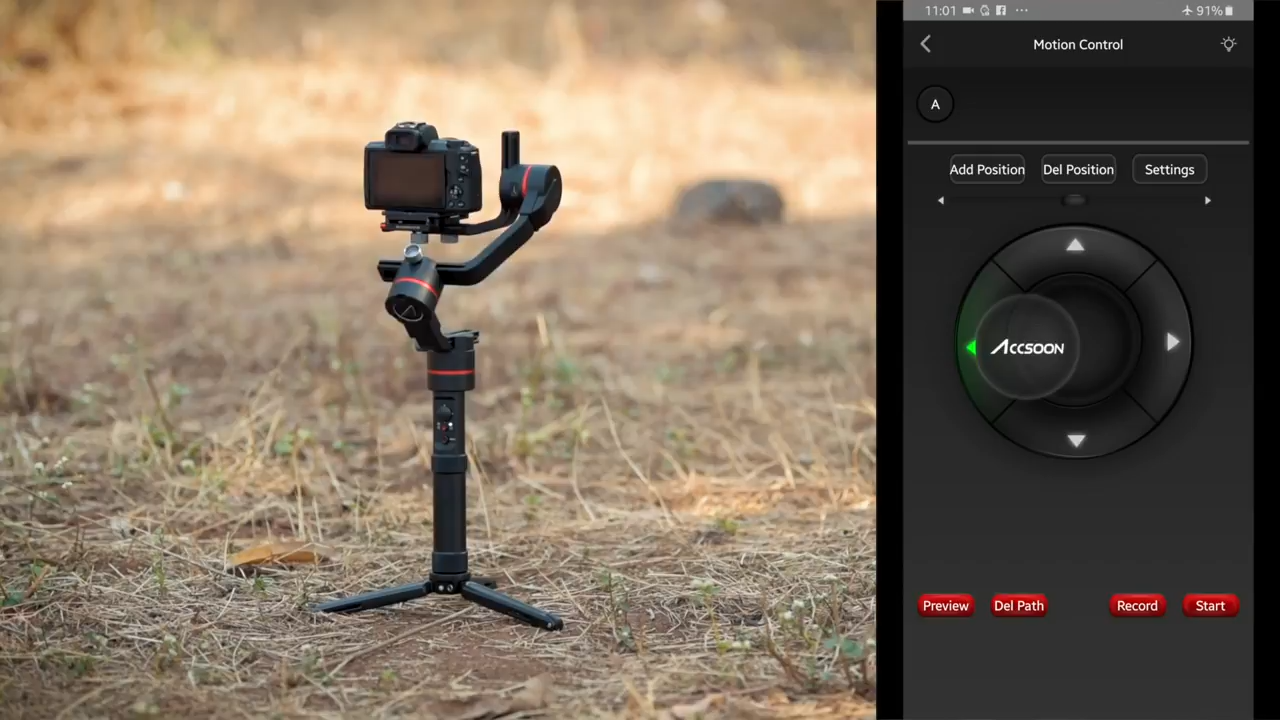 11:01 91%
Motion Control
A
Add Position Del Position Settings
ACCSOON
Preview Del Path Record Start